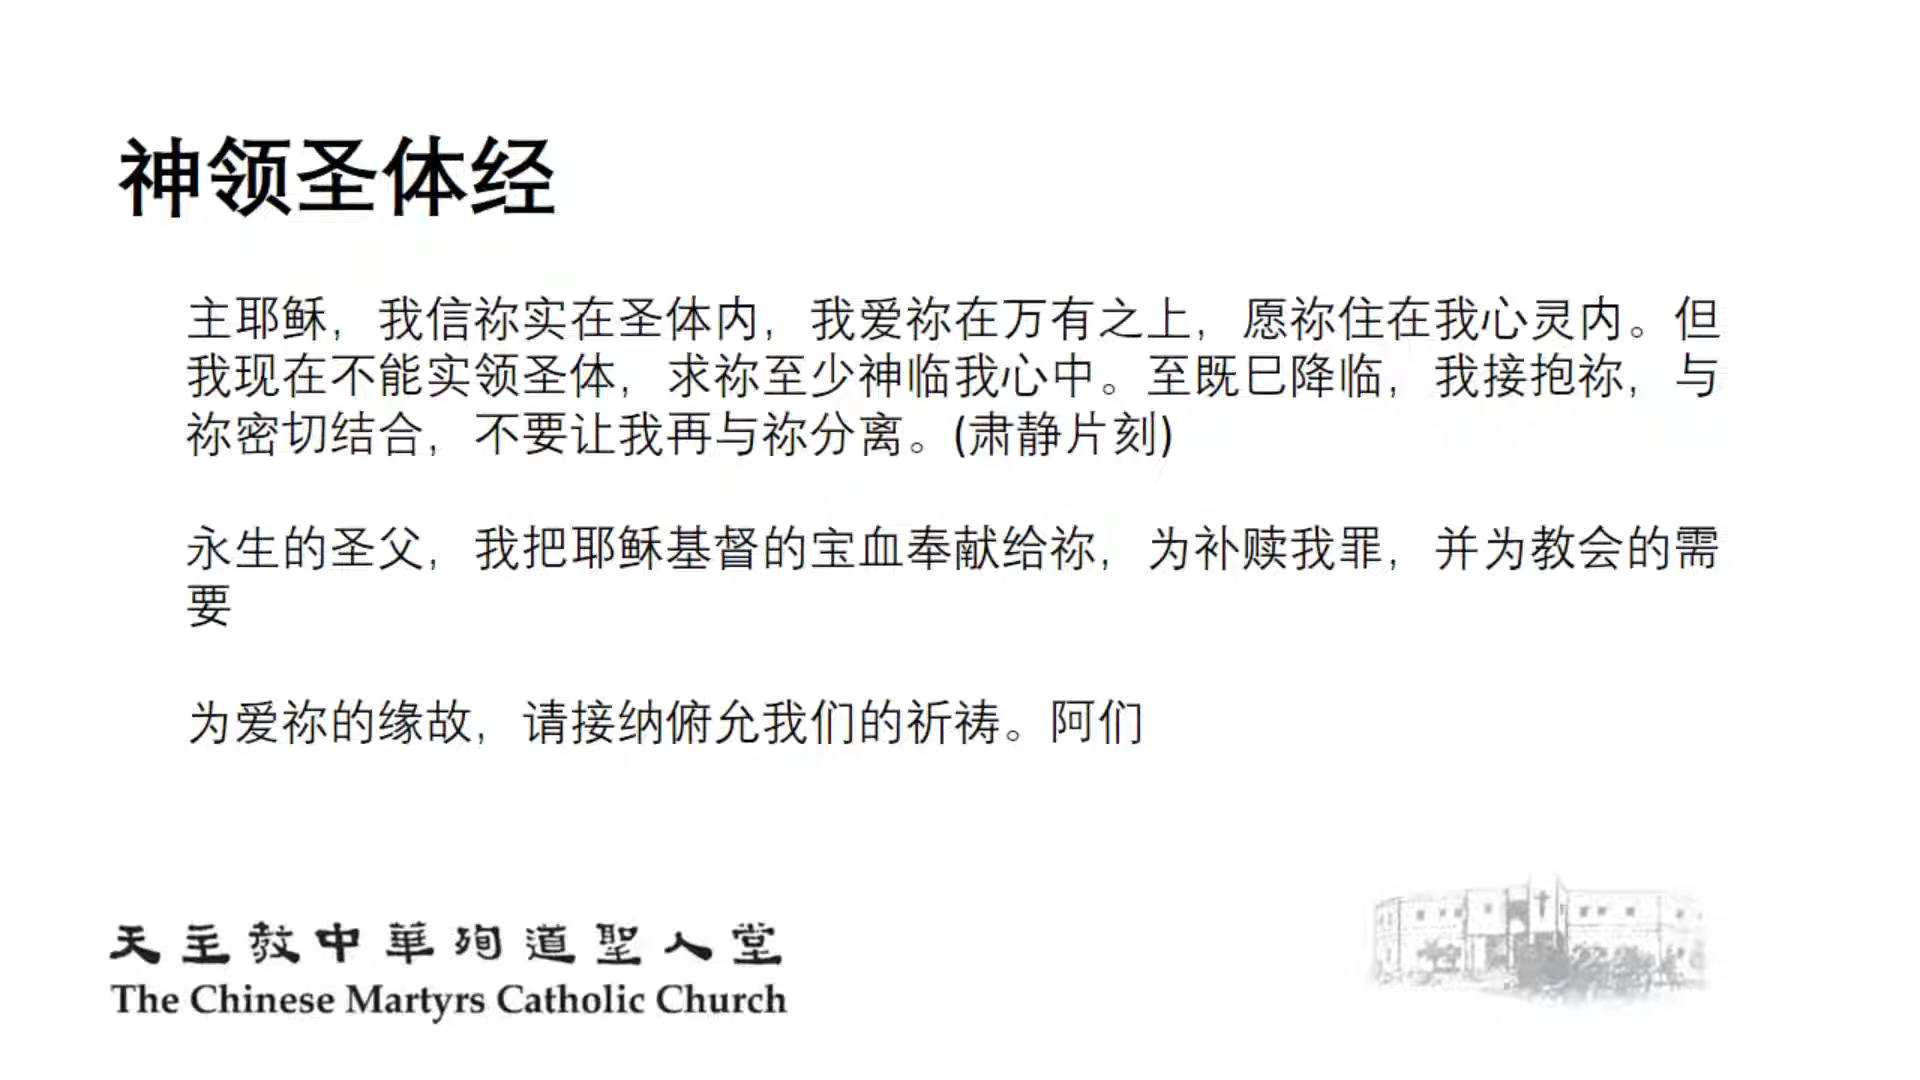 神领圣体经
主耶稣，我信祢实在圣体内，我爱祢在万有之上，愿祢住在我心灵内。但
我现在不能实领圣体，求祢至少神临我心中。至既巳降临，我接抱祢，与
祢密切结合，不要让我再与祢分离。(肃静片刻)
永生的圣父，我把耶稣基督的宝血奉献给祢，为补赎我罪，并为教会的需
要
为爱祢的缘故，请接纳俯允我们的祈祷。阿们
天主教中華殉道聖人堂
The Chinese Martyrs Catholic Church